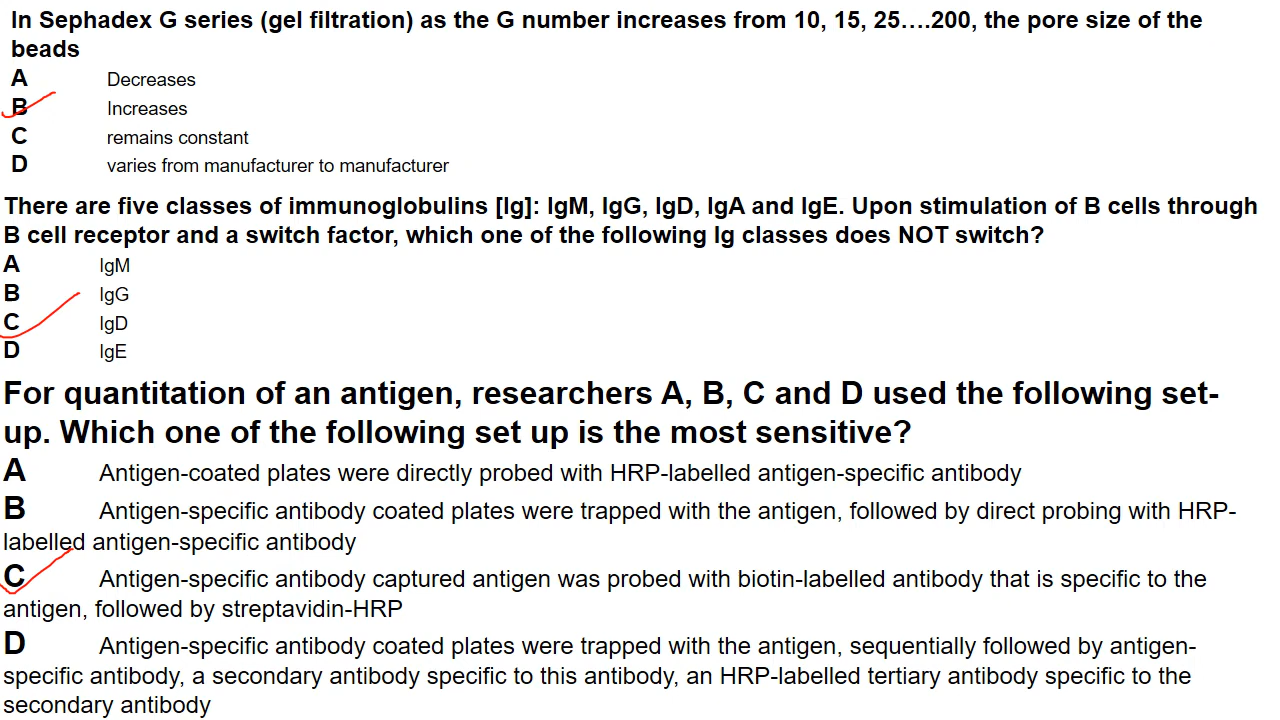 In Sephadex G series (gel filtration) as the G number increases from 10, 15, 25….200, the pore size of the
beads
A Decreases
B Increases
C remains constant
D varies from manufacturer to manufacturer
There are five classes of immunoglobulins [Ig]: IgM, IgG, IgD, IgA and IgE. Upon stimulation of B cells through
B cell receptor and a switch factor, which one of the following Ig classes does NOT switch?
A IgM
B IgG
C IgD
D IgE
For quantitation of an antigen, researchers A, B, C and D used the following set-
up. Which one of the following set up is the most sensitive?
A Antigen-coated plates were directly probed with HRP-labelled antigen-specific antibody
B Antigen-specific antibody coated plates were trapped with the antigen, followed by direct probing with HRP-
labelled antigen-specific antibody
C Antigen-specific antibody captured antigen was probed with biotin-labelled antibody that is specific to the
antigen, followed by streptavidin-HRP
D Antigen-specific antibody coated plates were trapped with the antigen, sequentially followed by antigen-
specific antibody, a secondary antibody specific to this antibody, an HRP-labelled tertiary antibody specific to the
secondary antibody